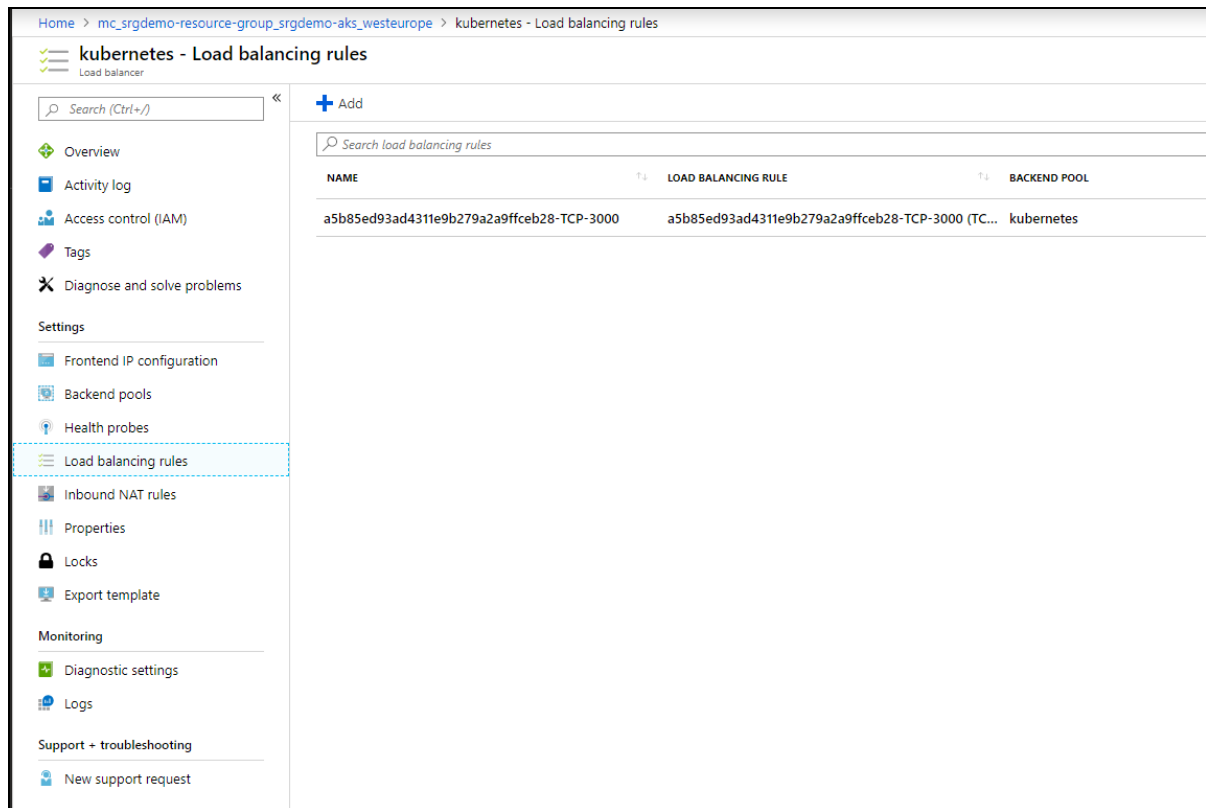 Home > mc_srgdemo-resource-group_srgdemo-aks_westeurope > kubernetes - Load balancing rules
kubernetes - Load balancing rules
Load balancer
Search (Ctrl+/)
Overview
Activity log
Access control (IAM)
Tags
Diagnose and solve problems
Settings
Frontend IP configuration
Backend pools
Health probes
Load balancing rules
Inbound NAT rules
Properties
Locks
Export template
Monitoring
Diagnostic settings
Logs
Support + troubleshooting
New support request
Add
Search load balancing rules
NAME LOAD BALANCING RULE BACKEND POOL
a5b85ed93ad4311e9b279a2a9ffceb28-TCP-3000 a5b85ed93ad4311e9b279a2a9ffceb28-TCP-3000 (TC... kubernetes